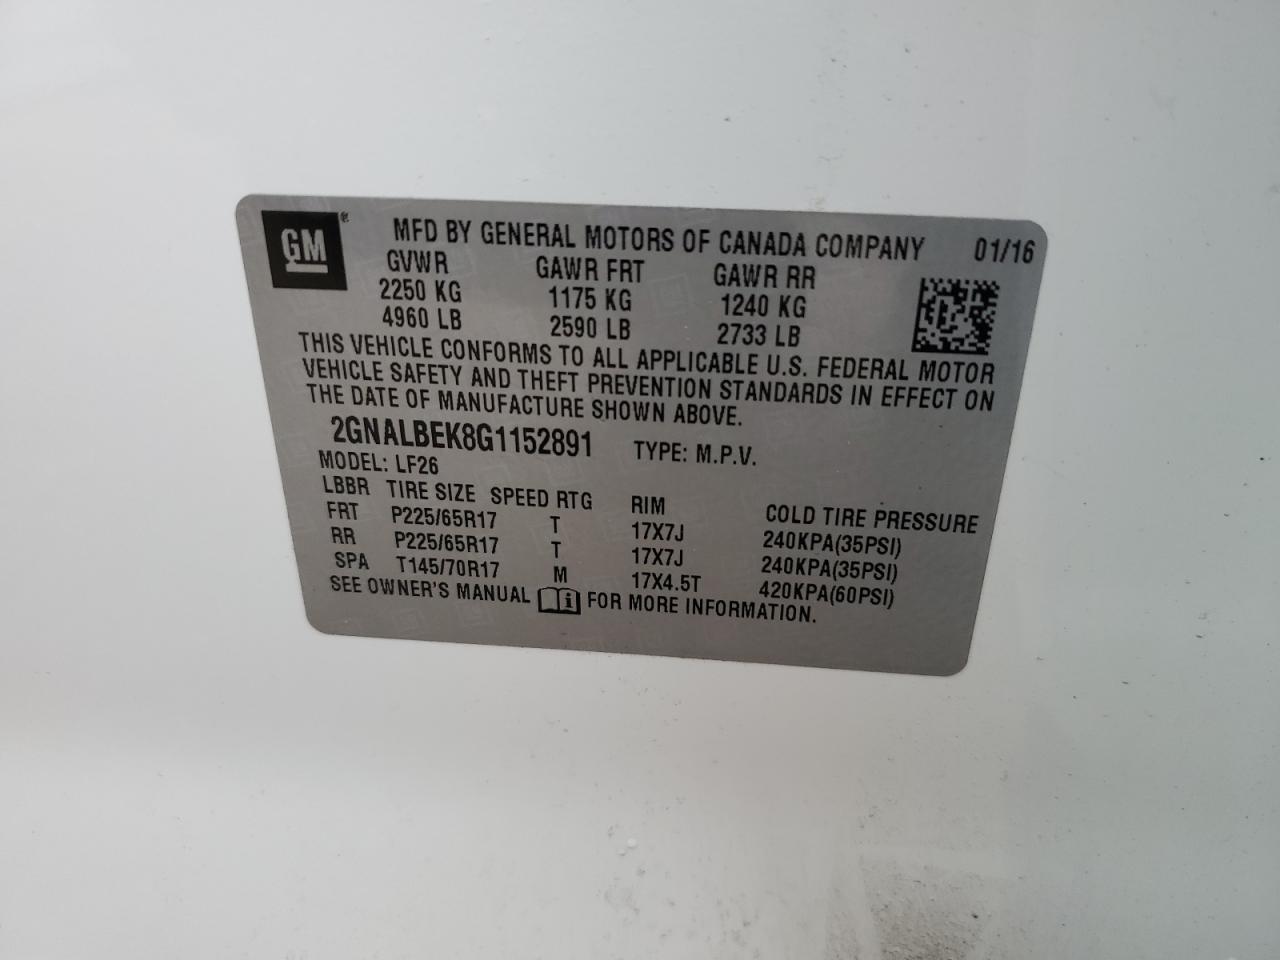 GM®
MFD BY GENERAL MOTORS OF CANADA COMPANY 01/16
GVWR GAWR FRT GAWR RR
2250 KG 1175 KG 1240 KG
4960 LB 2590 LB 2733 LB
THIS VEHICLE CONFORMS TO ALL APPLICABLE U.S. FEDERAL MOTOR
VEHICLE SAFETY AND THEFT PREVENTION STANDARDS IN EFFECT ON
THE DATE OF MANUFACTURE SHOWN ABOVE.
2GNALBEK8G1152891 TYPE: M.P.V.
MODEL: LF26
LBBR TIRE SIZE SPEED RTG RIM COLD TIRE PRESSURE
FRT P225/65R17 T 17X7J 240KPA(35PSI)
RR P225/65R17 T 17X7J 240KPA(35PSI)
SPA T145/70R17 M 17X4.5T 420KPA(60PSI)
SEE OWNER'S MANUAL i FOR MORE INFORMATION.